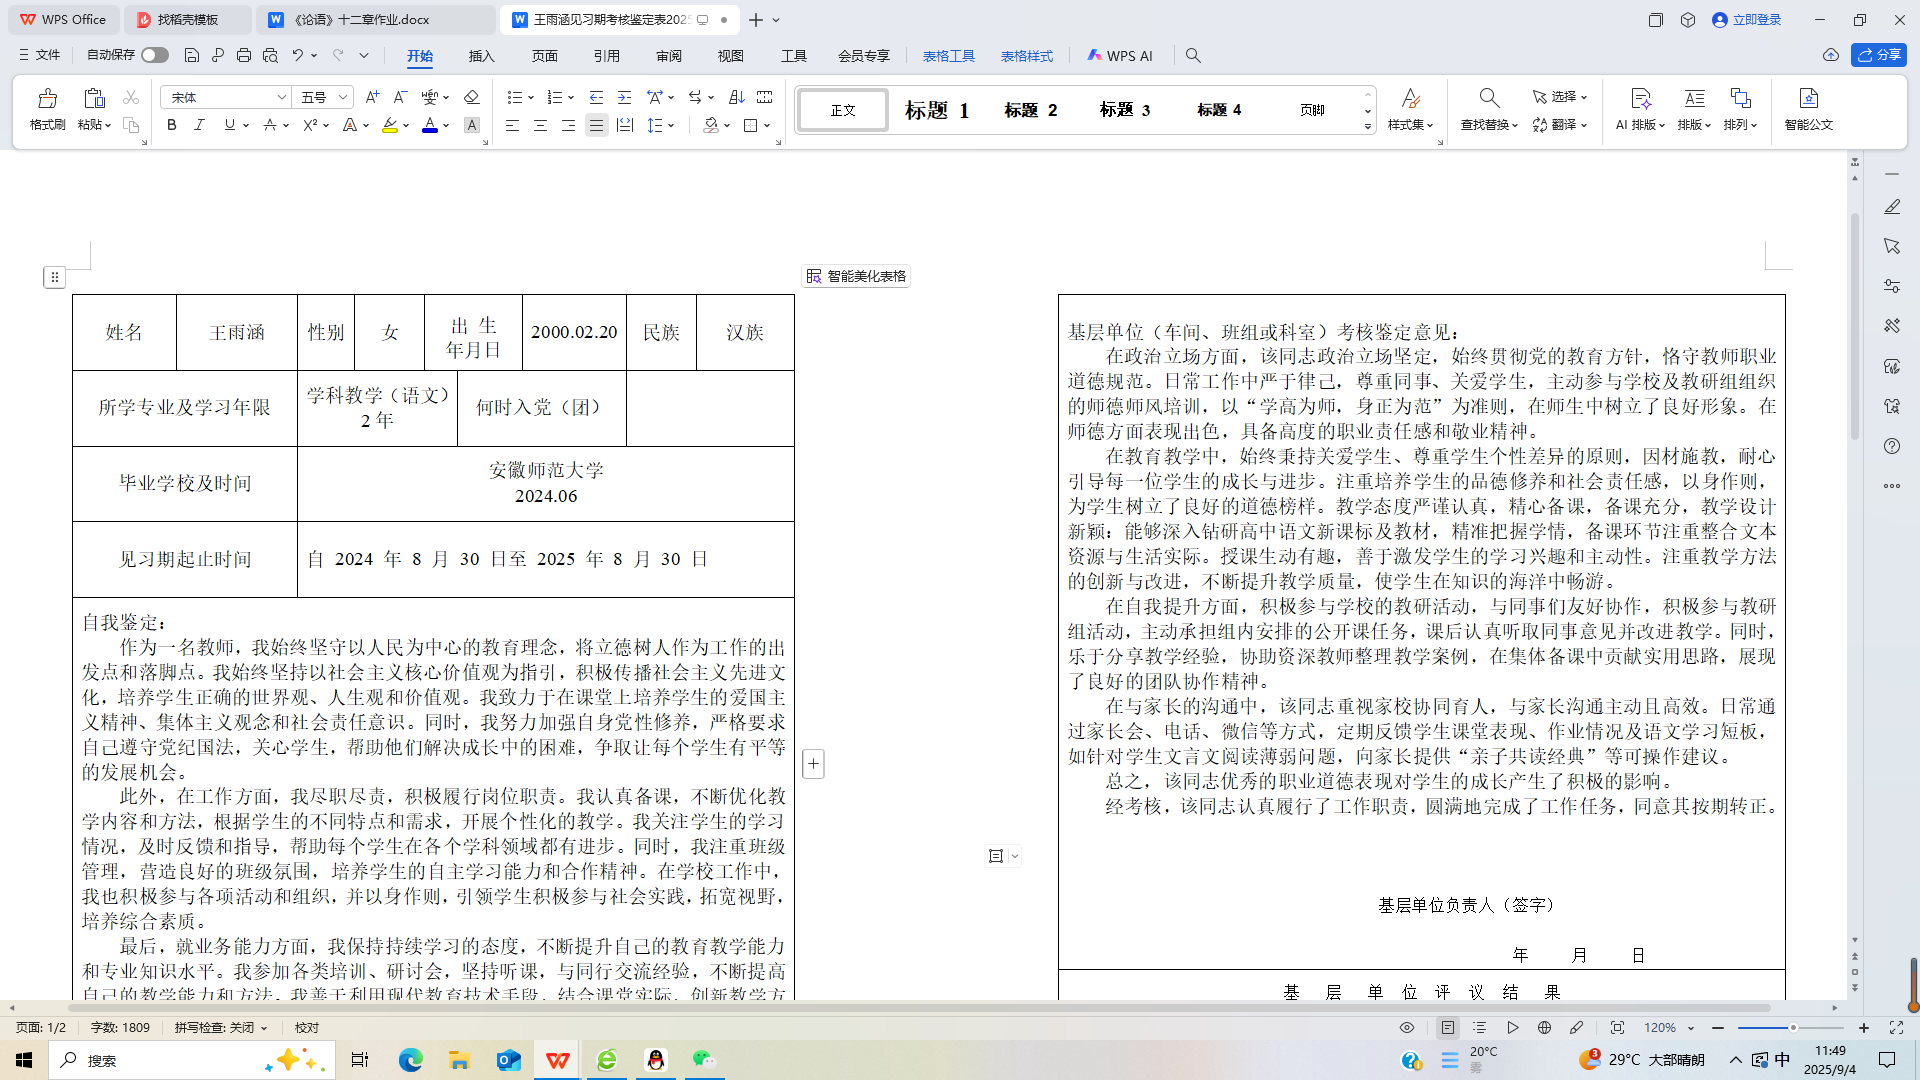 WPS Office
找稻壳模板
《论语》十二章作业.docx
王雨涵见习期考核鉴定表2025
立即登录
文件
自动保存
开始
插入
页面
引用
审阅
视图
工具
会员专享
表格工具
表格样式
WPS AI
分享
格式刷
粘贴
宋体
五号
正文
标题 1
标题 2
标题 3
标题 4
页脚
样式集
查找替换
选择
翻译
AI 排版
排版
排列
智能公文
智能美化表格
姓名
王雨涵
性别
女
出 生
年月日
2000.02.20
民族
汉族
所学专业及学习年限
学科教学（语文）
2 年
何时入党（团）
毕业学校及时间
安徽师范大学
2024.06
见习期起止时间
自 2024 年 8 月 30 日至 2025 年 8 月 30 日
自我鉴定：
作为一名教师，我始终坚守以人民为中心的教育理念，将立德树人作为工作的出
发点和落脚点。我始终坚持以社会主义核心价值观为指引，积极传播社会主义先进文
化，培养学生正确的世界观、人生观和价值观。我致力于在课堂上培养学生的爱国主
义精神、集体主义观念和社会责任意识。同时，我努力加强自身党性修养，严格要求
自己遵守党纪国法，关心学生，帮助他们解决成长中的困难，争取让每个学生有平等
的发展机会。
此外，在工作方面，我尽职尽责，积极履行岗位职责。我认真备课，不断优化教
学内容和方法，根据学生的不同特点和需求，开展个性化的教学。我关注学生的学习
情况，及时反馈和指导，帮助每个学生在各个学科领域都有进步。同时，我注重班级
管理，营造良好的班级氛围，培养学生的自主学习能力和合作精神。在学校工作中，
我也积极参与各项活动和组织，并以身作则，引领学生积极参与社会实践，拓宽视野，
培养综合素质。
最后，就业务能力方面，我保持持续学习的态度，不断提升自己的教育教学能力
和专业知识水平。我参加各类培训、研讨会，坚持听课，与同行交流经验，不断提高
自己的教学能力和方法。我善于利用现代教育技术手段，结合课堂实际，创新教学方
基层单位（车间、班组或科室）考核鉴定意见：
在政治立场方面，该同志政治立场坚定，始终贯彻党的教育方针，恪守教师职业
道德规范。日常工作中严于律己，尊重同事、关爱学生，主动参与学校及教研组组织
的师德师风培训，以“学高为师，身正为范”为准则，在师生中树立了良好形象。在
师德方面表现出色，具备高度的职业责任感和敬业精神。
在教育教学中，始终秉持关爱学生、尊重学生个性差异的原则，因材施教，耐心
引导每一位学生的成长与进步。注重培养学生的品德修养和社会责任感，以身作则，
为学生树立了良好的道德榜样。教学态度严谨认真，精心备课，备课充分，教学设计
新颖：能够深入钻研高中语文新课标及教材，精准把握学情，备课环节注重整合文本
资源与生活实际。授课生动有趣，善于激发学生的学习兴趣和主动性。注重教学方法
的创新与改进，不断提升教学质量，使学生在知识的海洋中畅游。
在自我提升方面，积极参与学校的教研活动，与同事们友好协作，积极参与教研
组活动，主动承担组内安排的公开课任务，课后认真听取同事意见并改进教学。同时，
乐于分享教学经验，协助资深教师整理教学案例，在集体备课中贡献实用思路，展现
了良好的团队协作精神。
在与家长的沟通中，该同志重视家校协同育人，与家长沟通主动且高效。日常通
过家长会、电话、微信等方式，定期反馈学生课堂表现、作业情况及语文学习短板，
如针对学生文言文阅读薄弱问题，向家长提供“亲子共读经典”等可操作建议。
总之，该同志优秀的职业道德表现对学生的成长产生了积极的影响。
经考核，该同志认真履行了工作职责，圆满地完成了工作任务，同意其按期转正。
基层单位负责人（签字）
年 月 日
基 层 单 位 评 议 结 果
页面: 1/2
字数: 1809
拼写检查: 关闭
校对
120%
搜索
20°C
雾
3
29°C 大部晴朗
中
11:49
2025/9/4